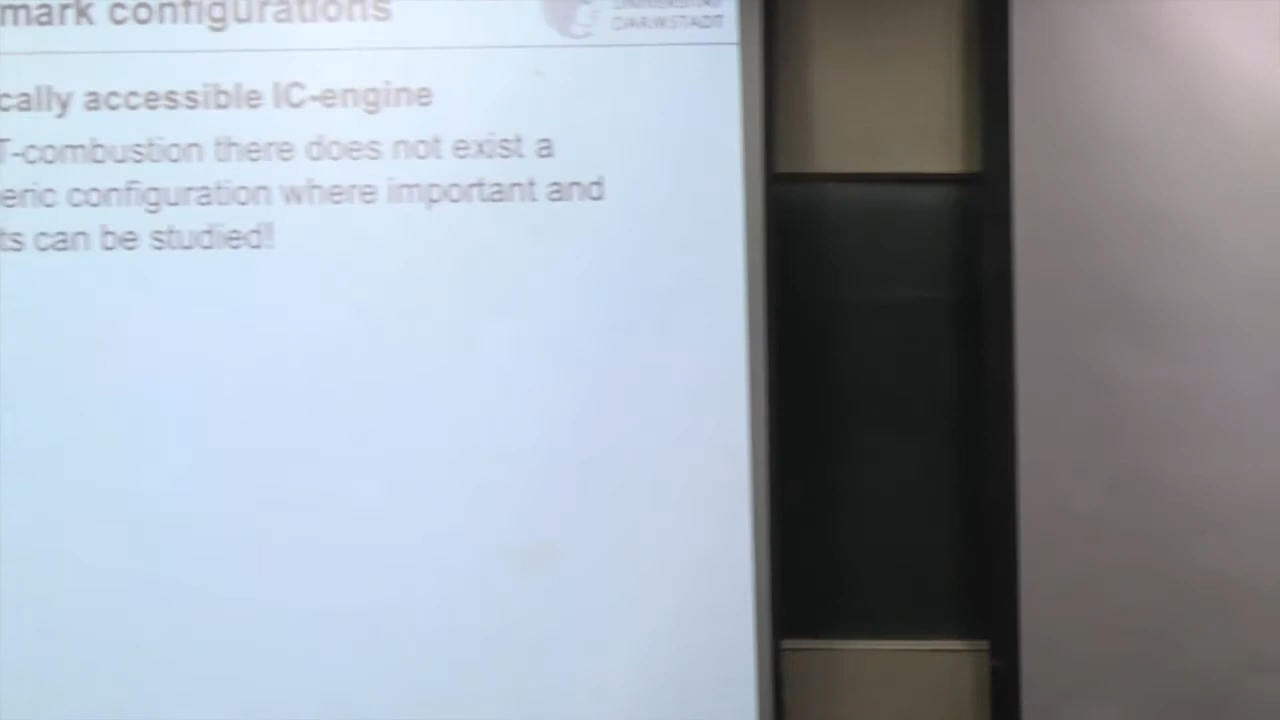 mark configurations
UNIVERSITÄT
DARMSTADT
cally accessible IC-engine
T-combustion there does not exist a
eric configuration where important and
ts can be studied!